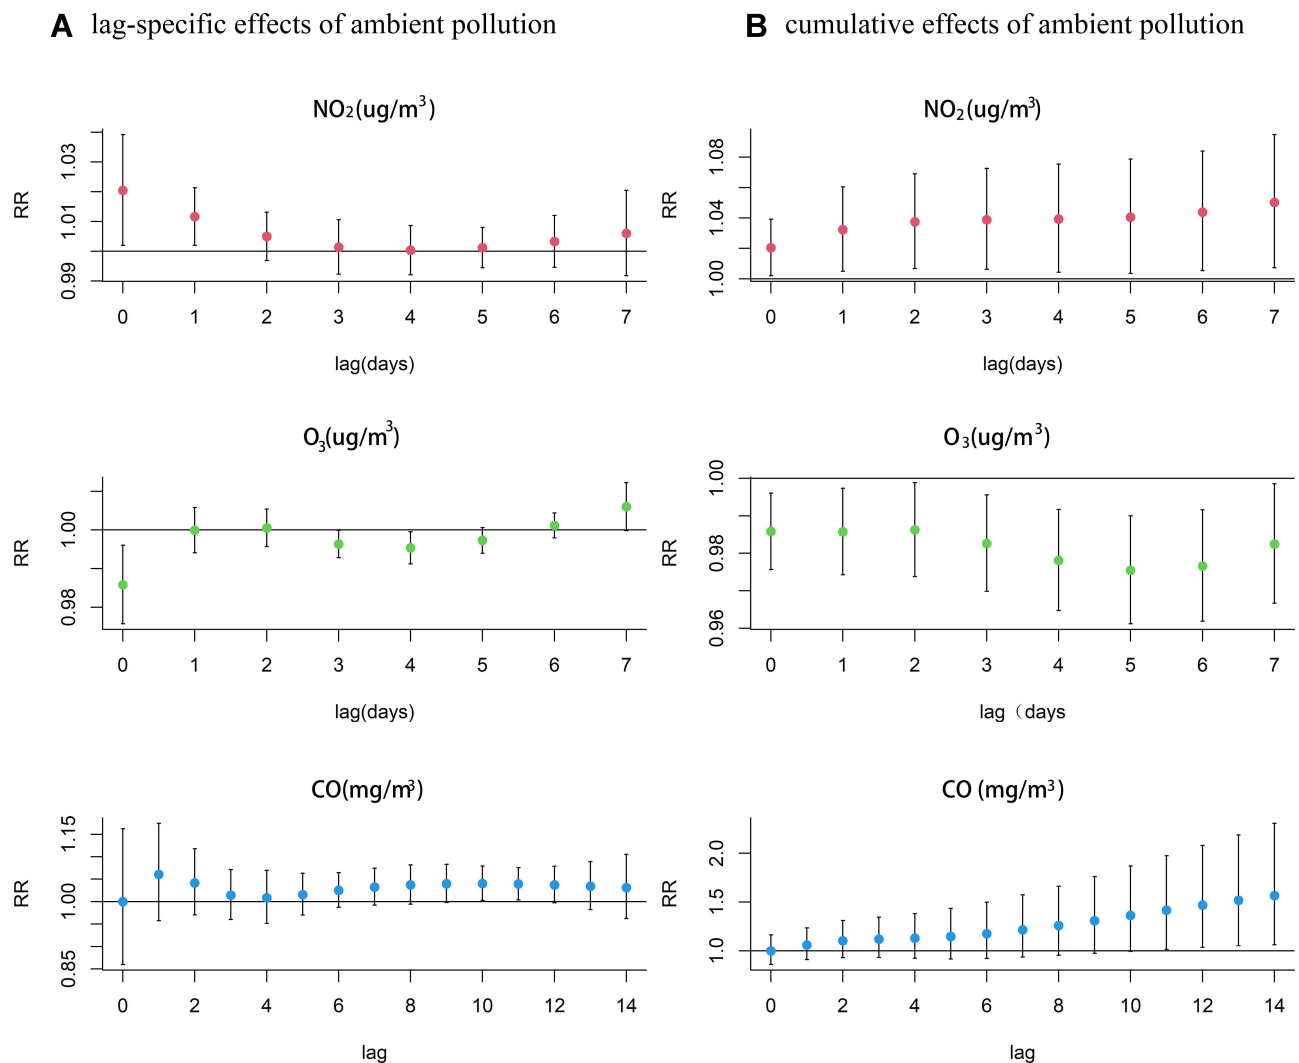 A lag-specific effects of ambient pollution
B cumulative effects of ambient pollution
NO₂(ug/m³)
RR
0.99 1.01 1.03
0 1 2 3 4 5 6 7
lag(days)
NO₂(ug/m³)
RR
1.00 1.04 1.08
0 1 2 3 4 5 6 7
lag(days)
O₃(ug/m³)
RR
0.98 1.00
0 1 2 3 4 5 6 7
lag(days)
O₃(ug/m³)
RR
0.96 0.98 1.00
0 1 2 3 4 5 6 7
lag（days
CO(mg/m³)
RR
0.85 1.00 1.15
0 2 4 6 8 10 12 14
lag
CO (mg/m³)
RR
1.0 1.5 2.0
0 2 4 6 8 10 12 14
lag